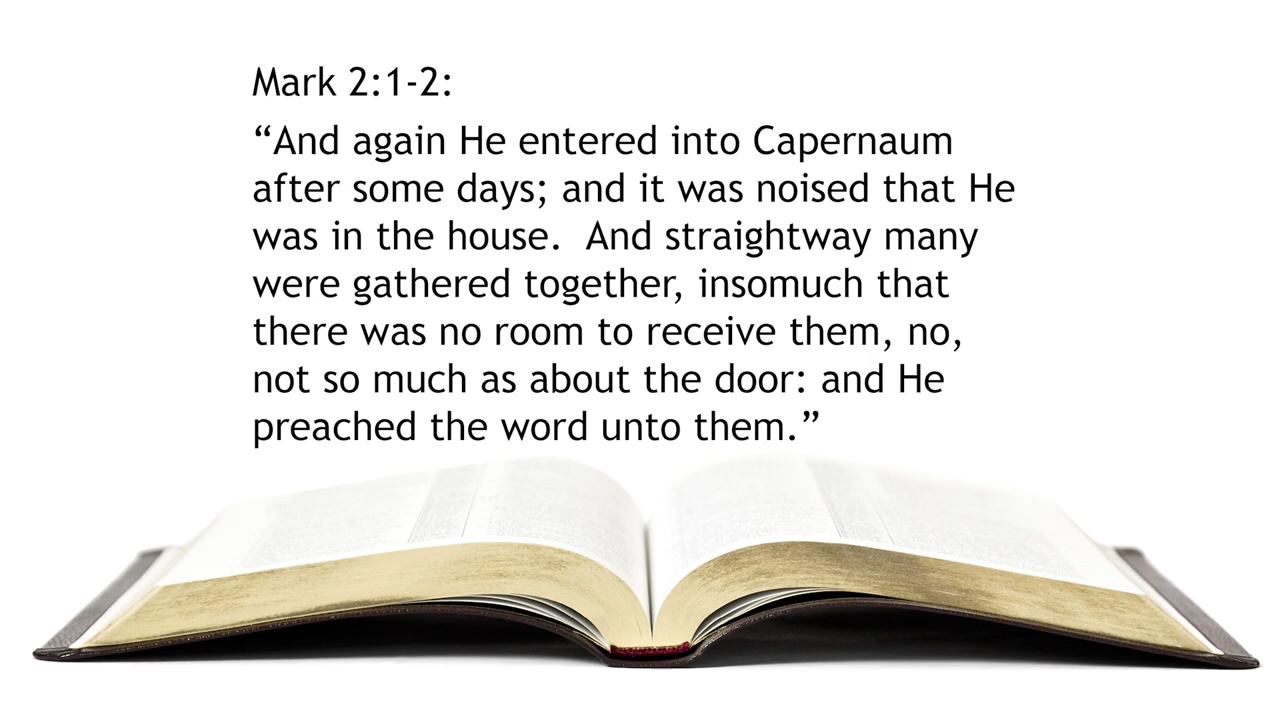 Mark 2:1-2:
“And again He entered into Capernaum
after some days; and it was noised that He
was in the house.  And straightway many
were gathered together, insomuch that
there was no room to receive them, no,
not so much as about the door: and He
preached the word unto them.”